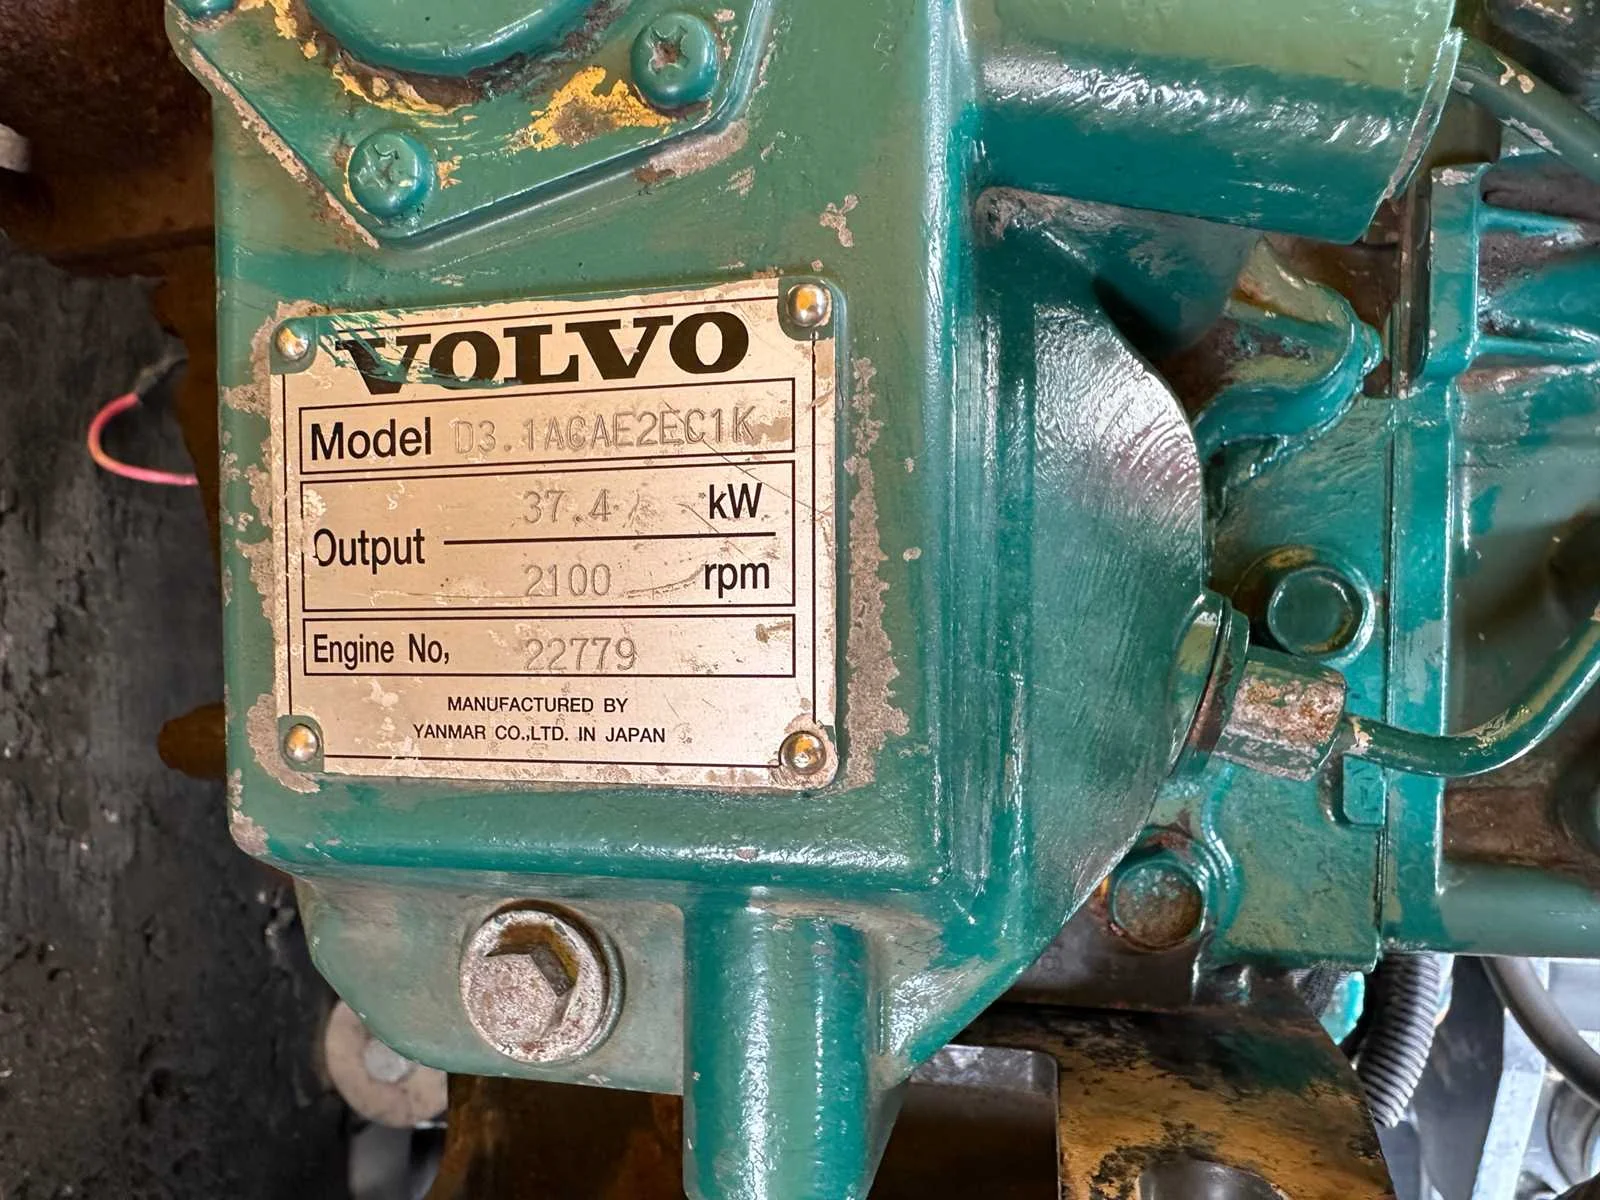 VOLVO
Model D3.1ACAE2EC1K
37.4 kW
Output
2100 rpm
Engine No, 22779
MANUFACTURED BY
YANMAR CO.,LTD. IN JAPAN